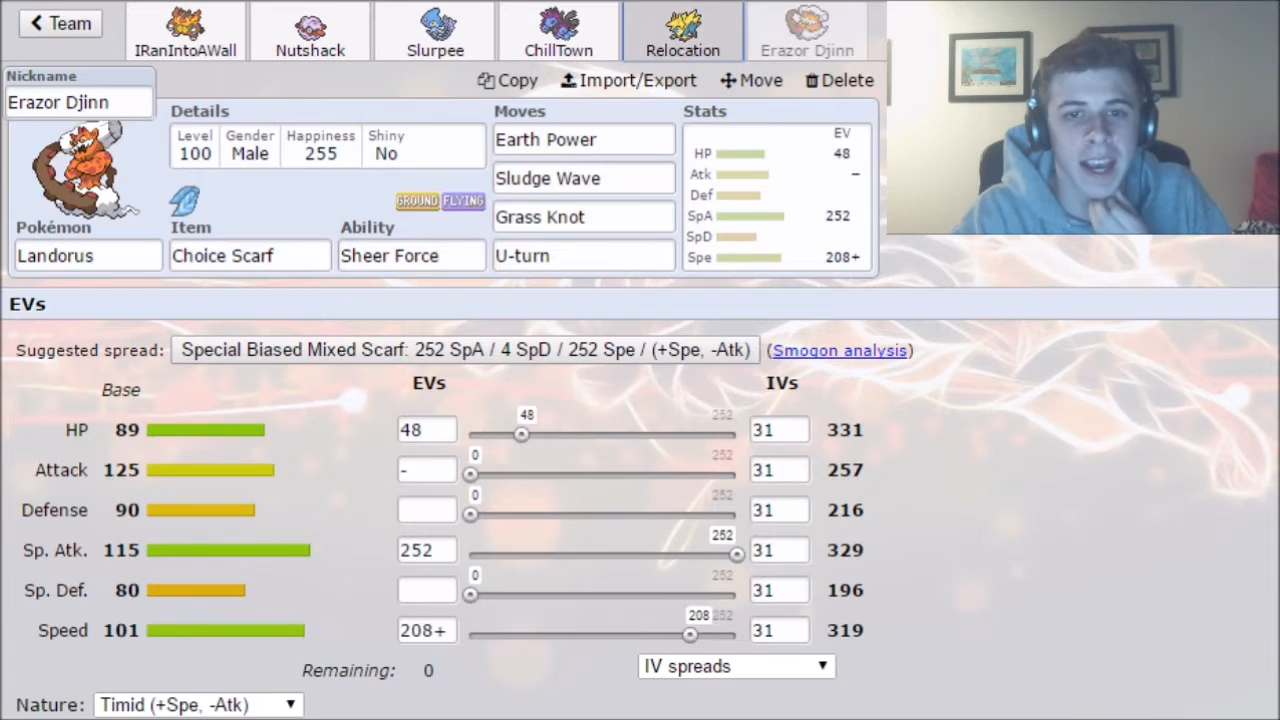 Team
IRanIntoAWall
Nutshack
Slurpee
ChillTown
Relocation
Erazor Djinn
Nickname
Erazor Djinn
Copy
Import/Export
Move
Delete
Details
Moves
Stats
Level
Gender
Happiness
Shiny
100
Male
255
No
GROUND
FLYING
Pokémon
Item
Ability
Landorus
Choice Scarf
Sheer Force
Earth Power
Sludge Wave
Grass Knot
U-turn
EV
HP 48
Atk –
Def
SpA 252
SpD
Spe 208+
EVs
Suggested spread: Special Biased Mixed Scarf: 252 SpA / 4 SpD / 252 Spe / (+Spe, -Atk) (Smogon analysis)
Base EVs IVs
HP 89 48 48 252 31 331
Attack 125 - 0 252 31 257
Defense 90 0 252 31 216
Sp. Atk. 115 252 252 31 329
Sp. Def. 80 0 252 31 196
Speed 101 208+ 208 252 31 319
Remaining: 0 IV spreads
Nature: Timid (+Spe, -Atk)